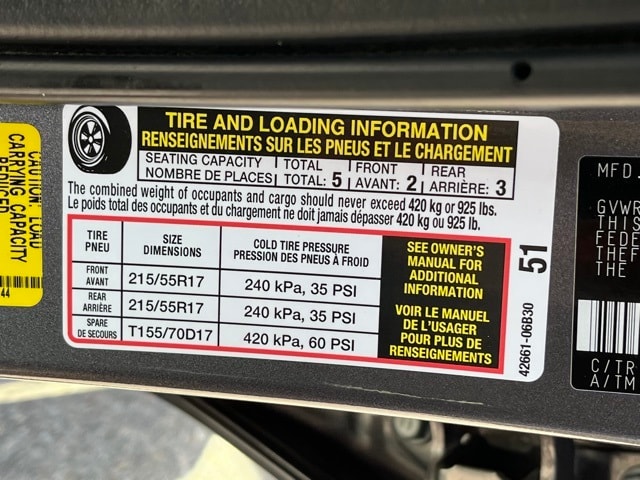 TIRE AND LOADING INFORMATION
RENSEIGNEMENTS SUR LES PNEUS ET LE CHARGEMENT
SEATING CAPACITY TOTAL FRONT REAR
NOMBRE DE PLACES TOTAL: 5 AVANT: 2 ARRIÈRE: 3
The combined weight of occupants and cargo should never exceed 420 kg or 925 lbs.
Le poids total des occupants et du chargement ne doit jamais dépasser 420 kg ou 925 lb.
TIRE
PNEU
SIZE
DIMENSIONS
COLD TIRE PRESSURE
PRESSION DES PNEUS À FROID
FRONT
AVANT
215/55R17
240 kPa, 35 PSI
REAR
ARRIÈRE
215/55R17
240 kPa, 35 PSI
SPARE
DE SECOURS
T155/70D17
420 kPa, 60 PSI
SEE OWNER'S
MANUAL FOR
ADDITIONAL
INFORMATION
VOIR LE MANUEL
DE L'USAGER
POUR PLUS DE
RENSEIGNEMENTS
51
42661-06B30
CAUTION: LOAD
CARRYING CAPACITY
REDUCED
44
MFD.
GVWR
THIS
FEDE
THEF
THE
C/TR
A/TM